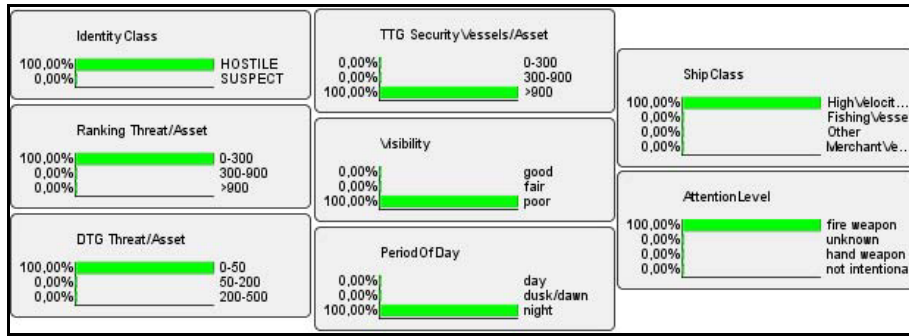 Identity Class
100,00% HOSTILE
0,00% SUSPECT
Ranking Threat/Asset
100,00% 0-300
0,00% 300-900
0,00% >900
DTG Threat/Asset
100,00% 0-50
0,00% 50-200
0,00% 200-500
TTG Security Vessels/Asset
0,00% 0-300
0,00% 300-900
100,00% >900
Visibility
0,00% good
0,00% fair
100,00% poor
Period Of Day
0,00% day
0,00% dusk/dawn
100,00% night
Ship Class
100,00% High Velocit...
0,00% Fishing Vesse
0,00% Other
0,00% Merchant Ve...
Attention Level
100,00% fire weapon
0,00% unknown
0,00% hand weapon
0,00% not intentiona